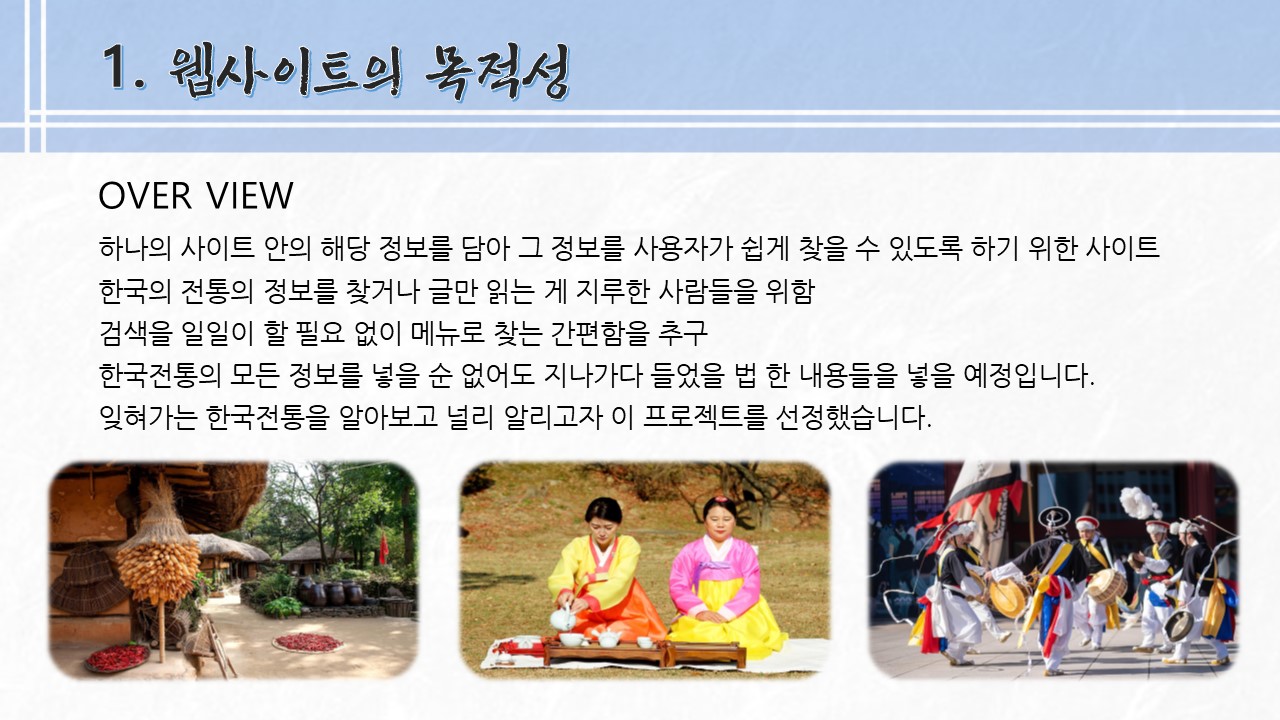 1. 웹사이트의 목적성
OVER VIEW
하나의 사이트 안의 해당 정보를 담아 그 정보를 사용자가 쉽게 찾을 수 있도록 하기 위한 사이트
한국의 전통의 정보를 찾거나 글만 읽는 게 지루한 사람들을 위함
검색을 일일이 할 필요 없이 메뉴로 찾는 간편함을 추구
한국전통의 모든 정보를 넣을 순 없어도 지나가다 들었을 법 한 내용들을 넣을 예정입니다.
잊혀가는 한국전통을 알아보고 널리 알리고자 이 프로젝트를 선정했습니다.